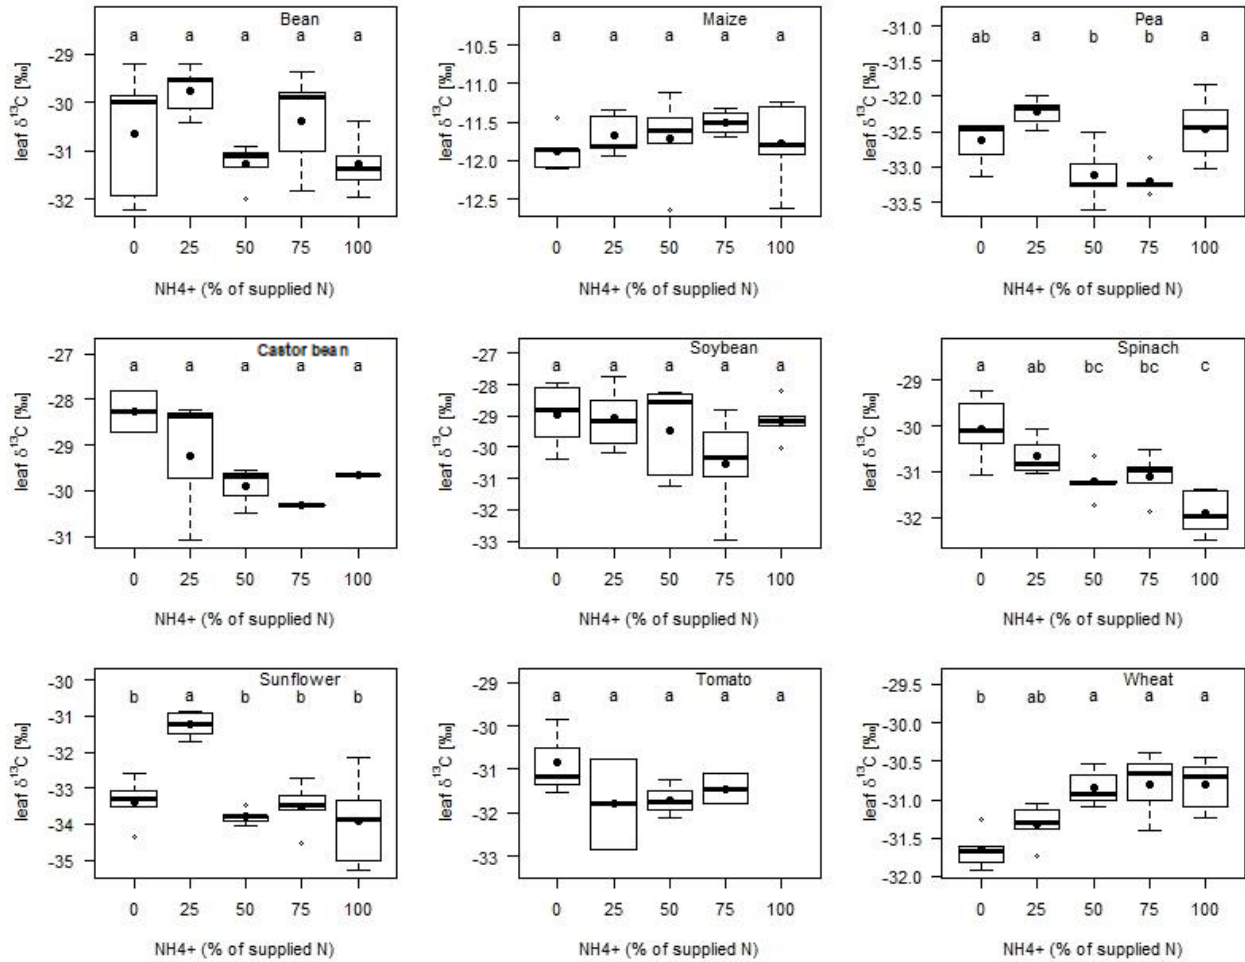 Bean
a a a a a
-29
-30
-31
-32
leaf δ¹³C [‰]
0 25 50 75 100
NH4+ (% of supplied N)
Maize
a a a a a
-10.5
-11.0
-11.5
-12.0
-12.5
leaf δ¹³C [‰]
0 25 50 75 100
NH4+ (% of supplied N)
Pea
ab a b b a
-31.0
-31.5
-32.0
-32.5
-33.0
-33.5
leaf δ¹³C [‰]
0 25 50 75 100
NH4+ (% of supplied N)
Castor bean
a a a a a
-27
-28
-29
-30
-31
leaf δ¹³C [‰]
0 25 50 75 100
NH4+ (% of supplied N)
Soybean
a a a a a
-27
-28
-29
-30
-31
-32
-33
leaf δ¹³C [‰]
0 25 50 75 100
NH4+ (% of supplied N)
Spinach
a ab bc bc c
-29
-30
-31
-32
leaf δ¹³C [‰]
0 25 50 75 100
NH4+ (% of supplied N)
Sunflower
b a b b b
-30
-31
-32
-33
-34
-35
leaf δ¹³C [‰]
0 25 50 75 100
NH4+ (% of supplied N)
Tomato
a a a a a
-29
-30
-31
-32
-33
leaf δ¹³C [‰]
0 25 50 75 100
NH4+ (% of supplied N)
Wheat
b ab a a a
-29.5
-30.0
-30.5
-31.0
-31.5
-32.0
leaf δ¹³C [‰]
0 25 50 75 100
NH4+ (% of supplied N)